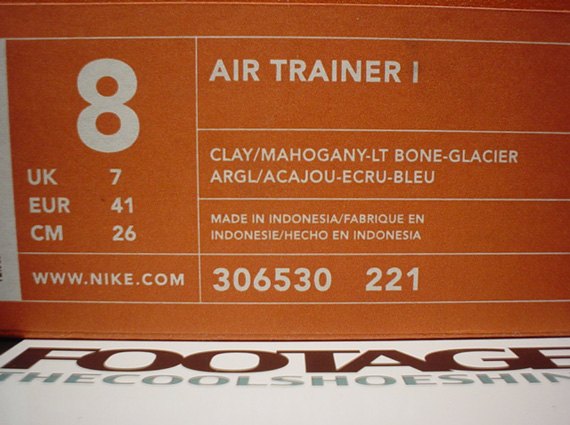 8
UK 7
EUR 41
CM 26
WWW.NIKE.COM
AIR TRAINER I
CLAY/MAHOGANY-LT BONE-GLACIER
ARGL/ACAJOU-ECRU-BLEU
MADE IN INDONESIA/FABRIQUE EN
INDONESIE/HECHO EN INDONESIA
306530 221
FOOTAGE
THECOOLSHOESHIN